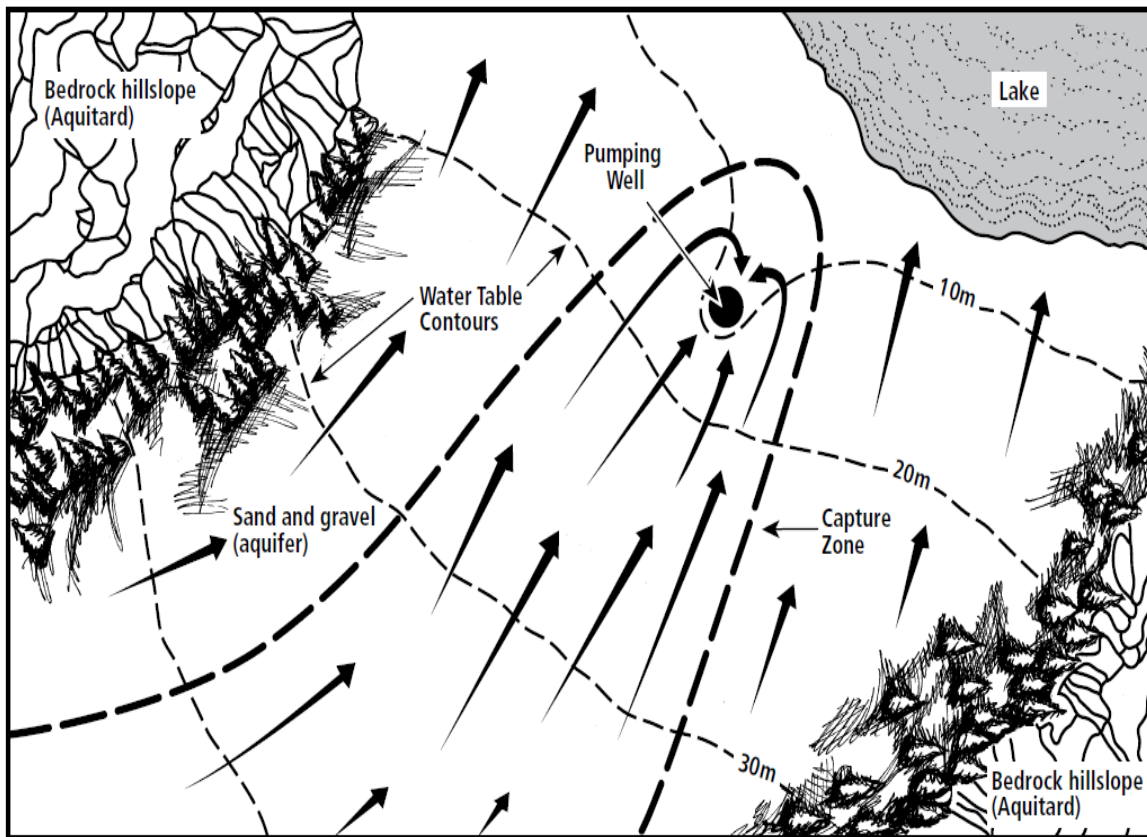 Bedrock hillslope
(Aquitard)
Lake
Pumping
Well
Water Table
Contours
10m
20m
Sand and gravel
(aquifer)
Capture
Zone
30m
Bedrock hillslope
(Aquitard)